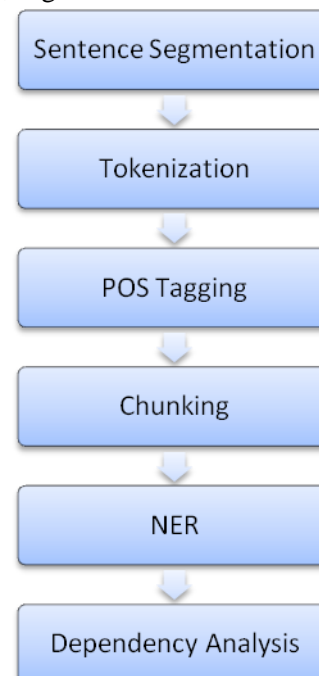 Sentence Segmentation
Tokenization
POS Tagging
Chunking
NER
Dependency Analysis